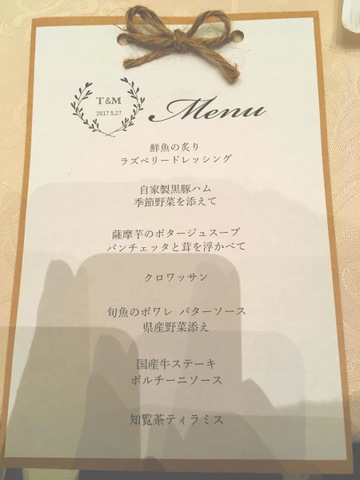 T & M
2017.5.27
Menu
鮮魚の炙り
ラズベリードレッシング
自家製黒豚ハム
季節野菜を添えて
薩摩芋のポタージュスープ
パンチェッタと茸を浮かべて
クロワッサン
旬魚のポワレ バターソース
県産野菜添え
国産牛ステーキ
ポルチーニソース
知覧茶ティラミス